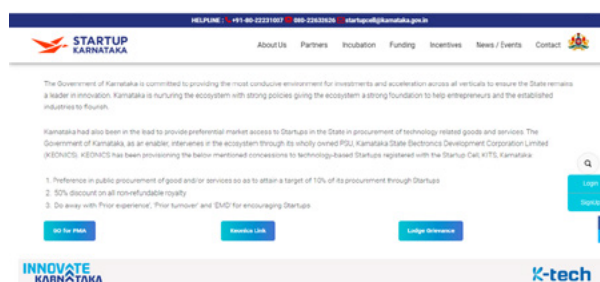 HELPLINE : +91-80-22231007 080-22632626 startupcell@karnataka.gov.in
STARTUP
KARNATAKA
About Us Partners Incubation Funding Incentives News / Events Contact
The Government of Karnataka is committed to providing the most conducive environment for investments and acceleration across all verticals to ensure the State remains
a leader in innovation. Karnataka is nurturing the ecosystem with strong policies giving the ecosystem a strong foundation to help entrepreneurs and the established
industries to flourish.
Karnataka had also been in the lead to provide preferential market access to Startups in the State in procurement of technology related goods and services. The
Government of Karnataka, as an enabler, intervenes in the ecosystem through its wholly owned PSU, Karnataka State Electronics Development Corporation Limited
(KEONICS). KEONICS has been provisioning the below mentioned concessions to technology-based Startups registered with the Startup Cell, KITS, Karnataka
1. Preference in public procurement of good and/or services so as to attain a target of 10% of its procurement through Startups
2. 50% discount on all non-refundable royalty
3. Do away with 'Prior experience', 'Prior turnover' and 'EMD' for encouraging Startups
Login
SignUp
GO for PMA Keonics Link Lodge Grievance
INNOVATE
KARNATAKA
K-tech